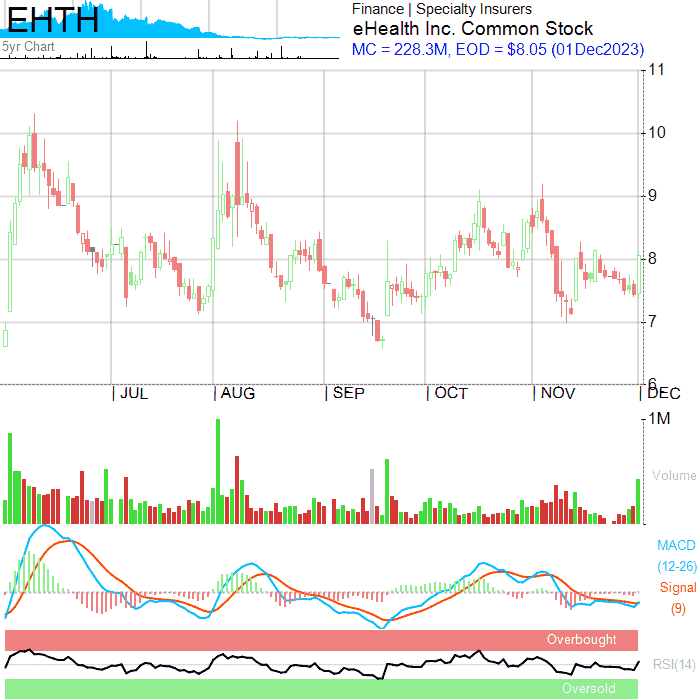 EHTH
5yr Chart
Finance | Specialty Insurers
eHealth Inc. Common Stock
MC = 228.3M, EOD = $8.05 (01Dec2023)
11
10
9
8
7
6
JUL AUG SEP OCT NOV DEC
1M
Volume
MACD
(12-26)
Signal
(9)
Overbought
RSI(14)
Oversold